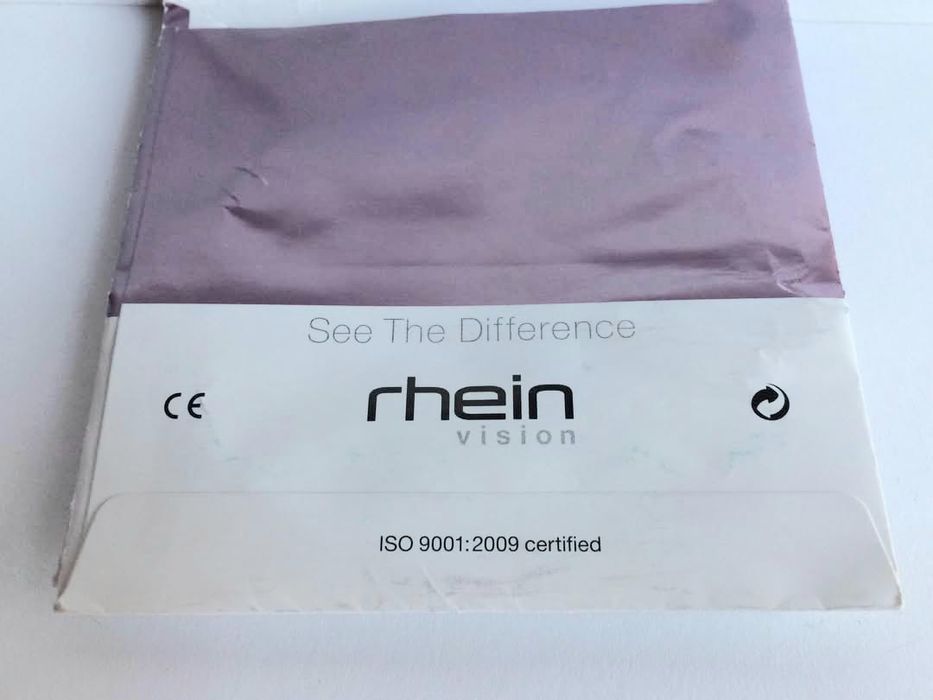 See The Difference
CE
rhein
vision
ISO 9001:2009 certified